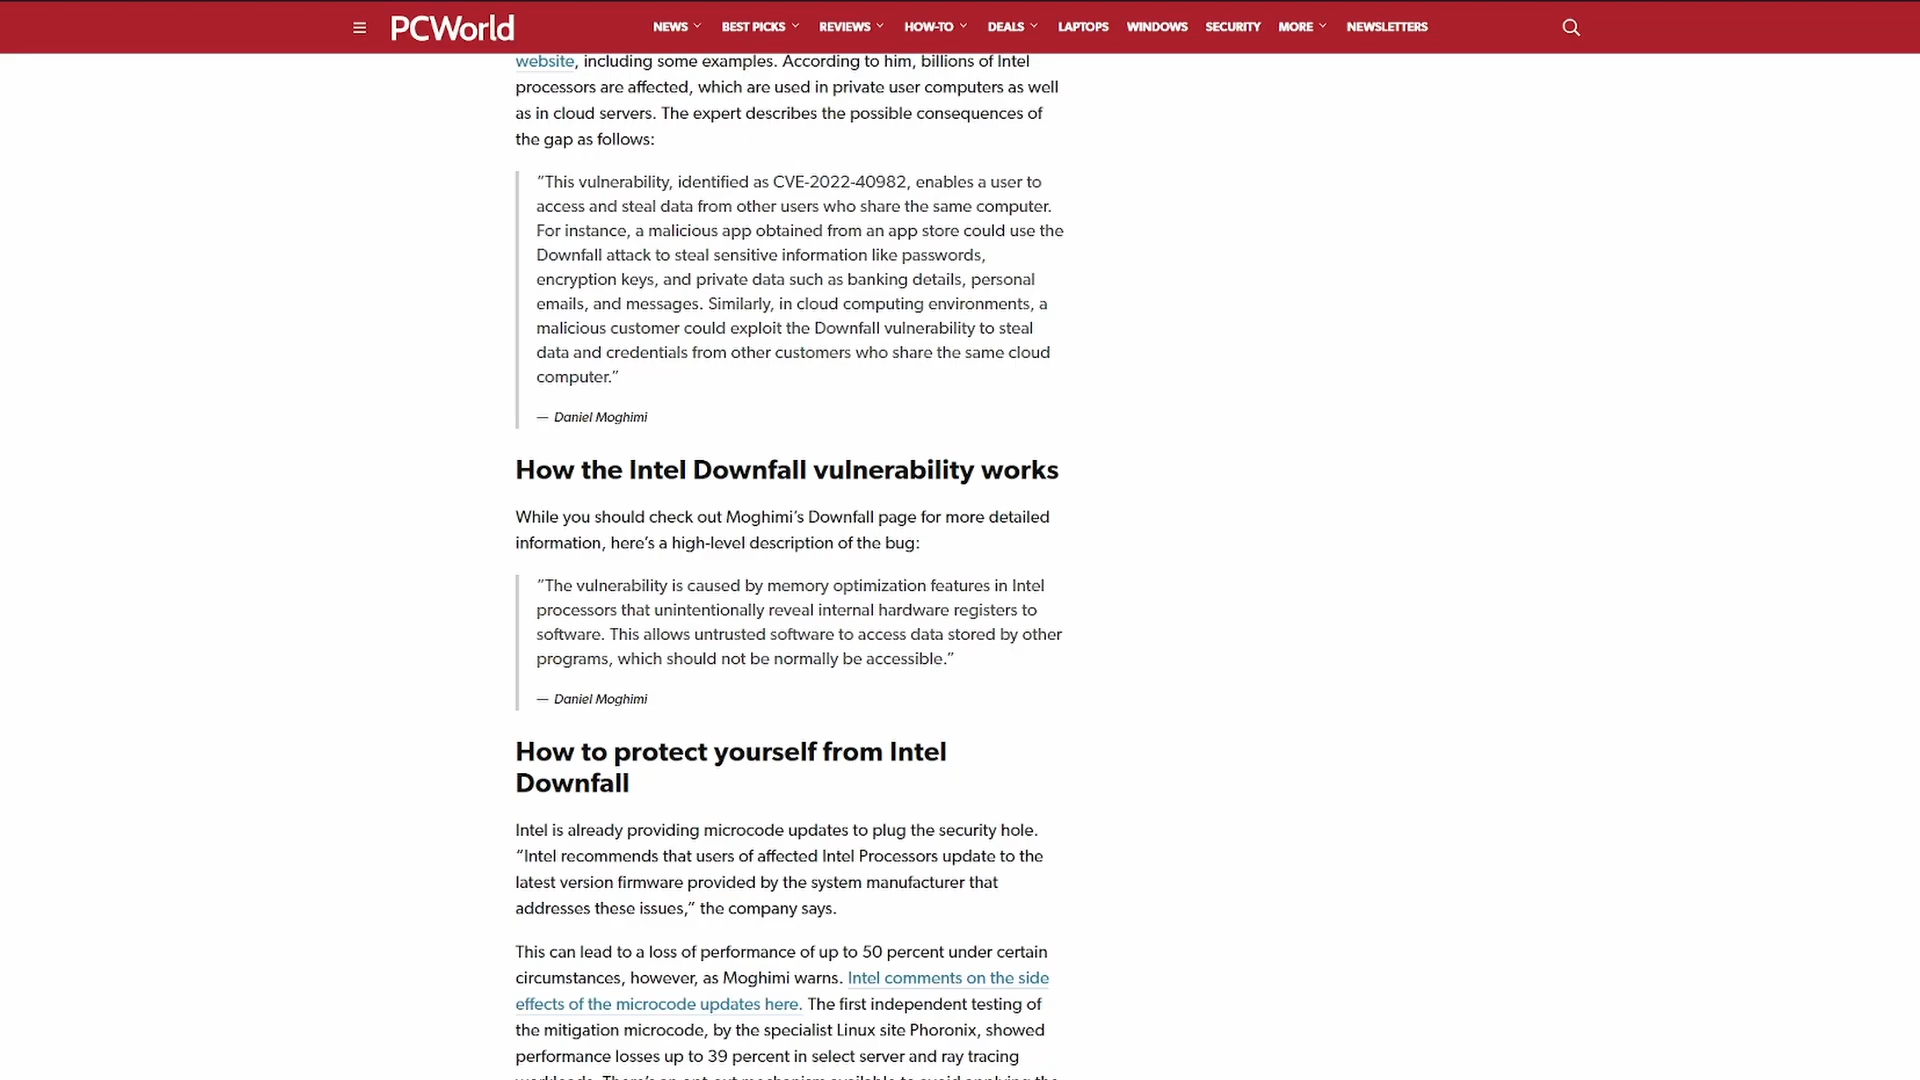 PCWorld
NEWS BEST PICKS REVIEWS HOW-TO DEALS LAPTOPS WINDOWS SECURITY MORE NEWSLETTERS
website, including some examples. According to him, billions of Intel
processors are affected, which are used in private user computers as well
as in cloud servers. The expert describes the possible consequences of
the gap as follows:
“This vulnerability, identified as CVE-2022-40982, enables a user to
access and steal data from other users who share the same computer.
For instance, a malicious app obtained from an app store could use the
Downfall attack to steal sensitive information like passwords,
encryption keys, and private data such as banking details, personal
emails, and messages. Similarly, in cloud computing environments, a
malicious customer could exploit the Downfall vulnerability to steal
data and credentials from other customers who share the same cloud
computer.”
— Daniel Moghimi
How the Intel Downfall vulnerability works
While you should check out Moghimi’s Downfall page for more detailed
information, here’s a high-level description of the bug:
“The vulnerability is caused by memory optimization features in Intel
processors that unintentionally reveal internal hardware registers to
software. This allows untrusted software to access data stored by other
programs, which should not be normally be accessible.”
— Daniel Moghimi
How to protect yourself from Intel
Downfall
Intel is already providing microcode updates to plug the security hole.
“Intel recommends that users of affected Intel Processors update to the
latest version firmware provided by the system manufacturer that
addresses these issues,” the company says.
This can lead to a loss of performance of up to 50 percent under certain
circumstances, however, as Moghimi warns. Intel comments on the side
effects of the microcode updates here. The first independent testing of
the mitigation microcode, by the specialist Linux site Phoronix, showed
performance losses up to 39 percent in select server and ray tracing
workloads. There’s an opt-out mechanism available to avoid applying the